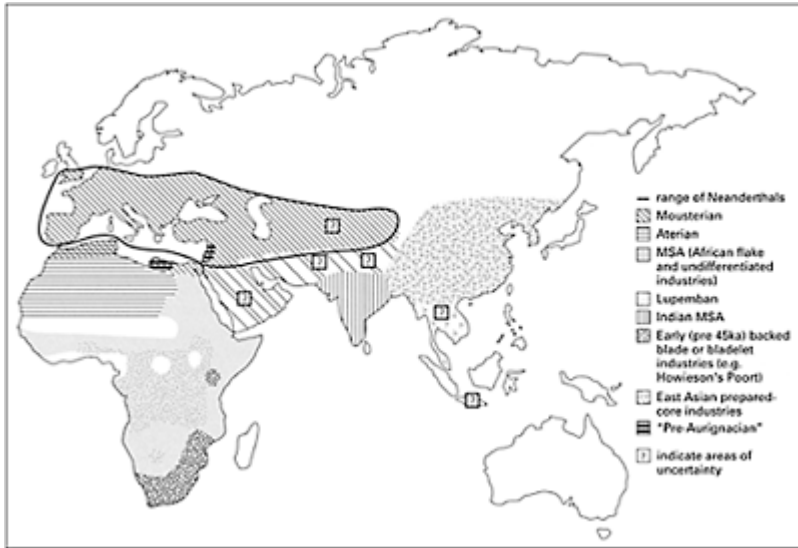 range of Neanderthals
Mousterian
Aterian
MSA (African flake
and undifferentiated
industries)
Lupemban
Indian MSA
Early (pre 45ka) backed
blade or bladelet
industries (e.g.
Howieson's Poort)
East Asian prepared-
core industries
"Pre-Aurignacian"
? indicate areas of
uncertainty
?
?
?
?
?
?